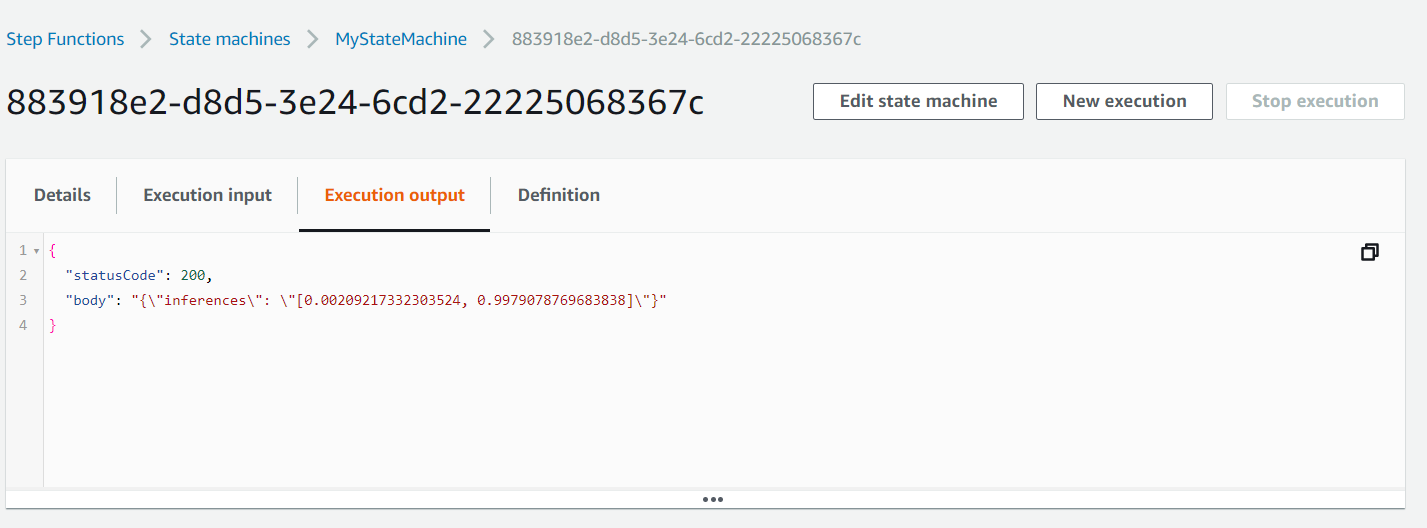 Step Functions > State machines > MyStateMachine > 883918e2-d8d5-3e24-6cd2-22225068367c
883918e2-d8d5-3e24-6cd2-22225068367c Edit state machine New execution Stop execution
Details Execution input Execution output Definition
1 {
2 "statusCode": 200,
3 "body": "{\"inferences\": \"[0.00209217332303524, 0.9979078769683838]\"}"
4 }